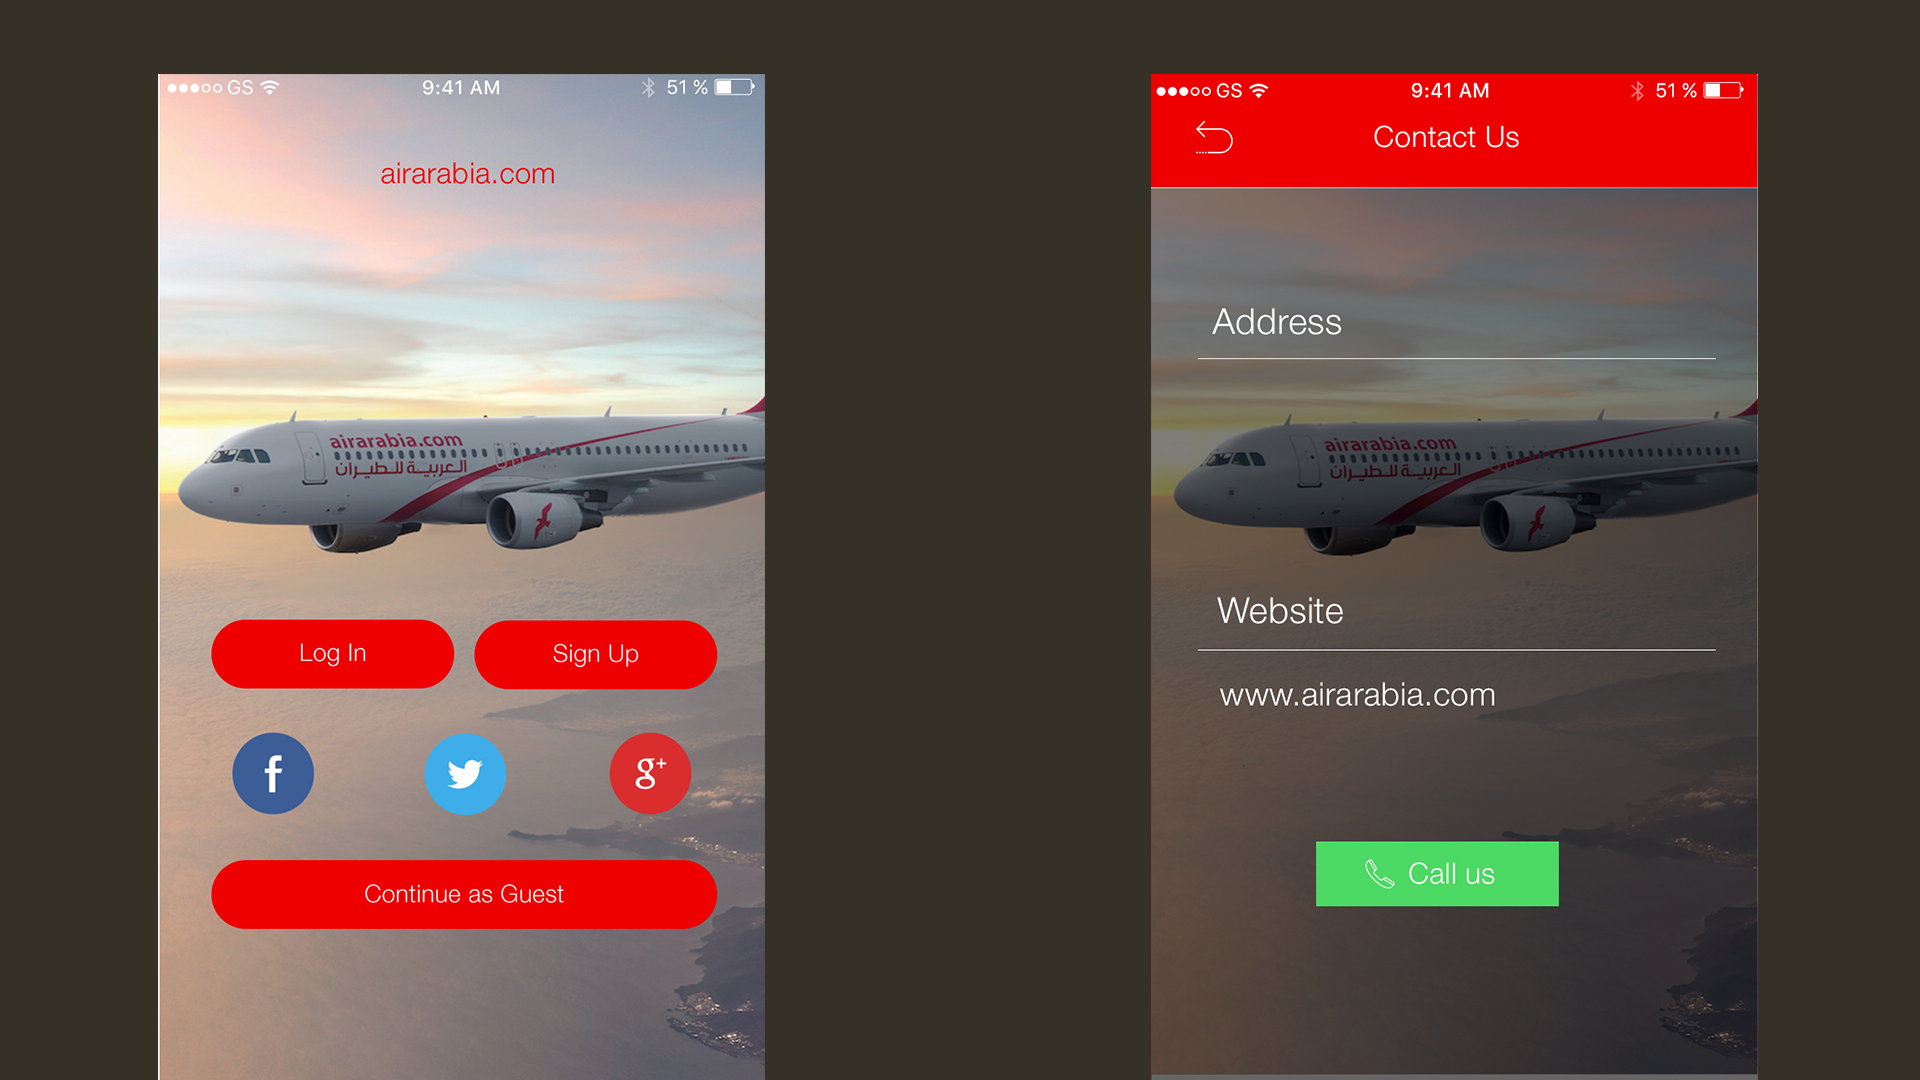 GS 9:41 AM 51 %
airarabia.com
airarabia.com
العربية للطيران
Log In
Sign Up
f
g+
Continue as Guest
GS 9:41 AM 51 %
Contact Us
Address
airarabia.com
العربية للطيران
Website
www.airarabia.com
Call us